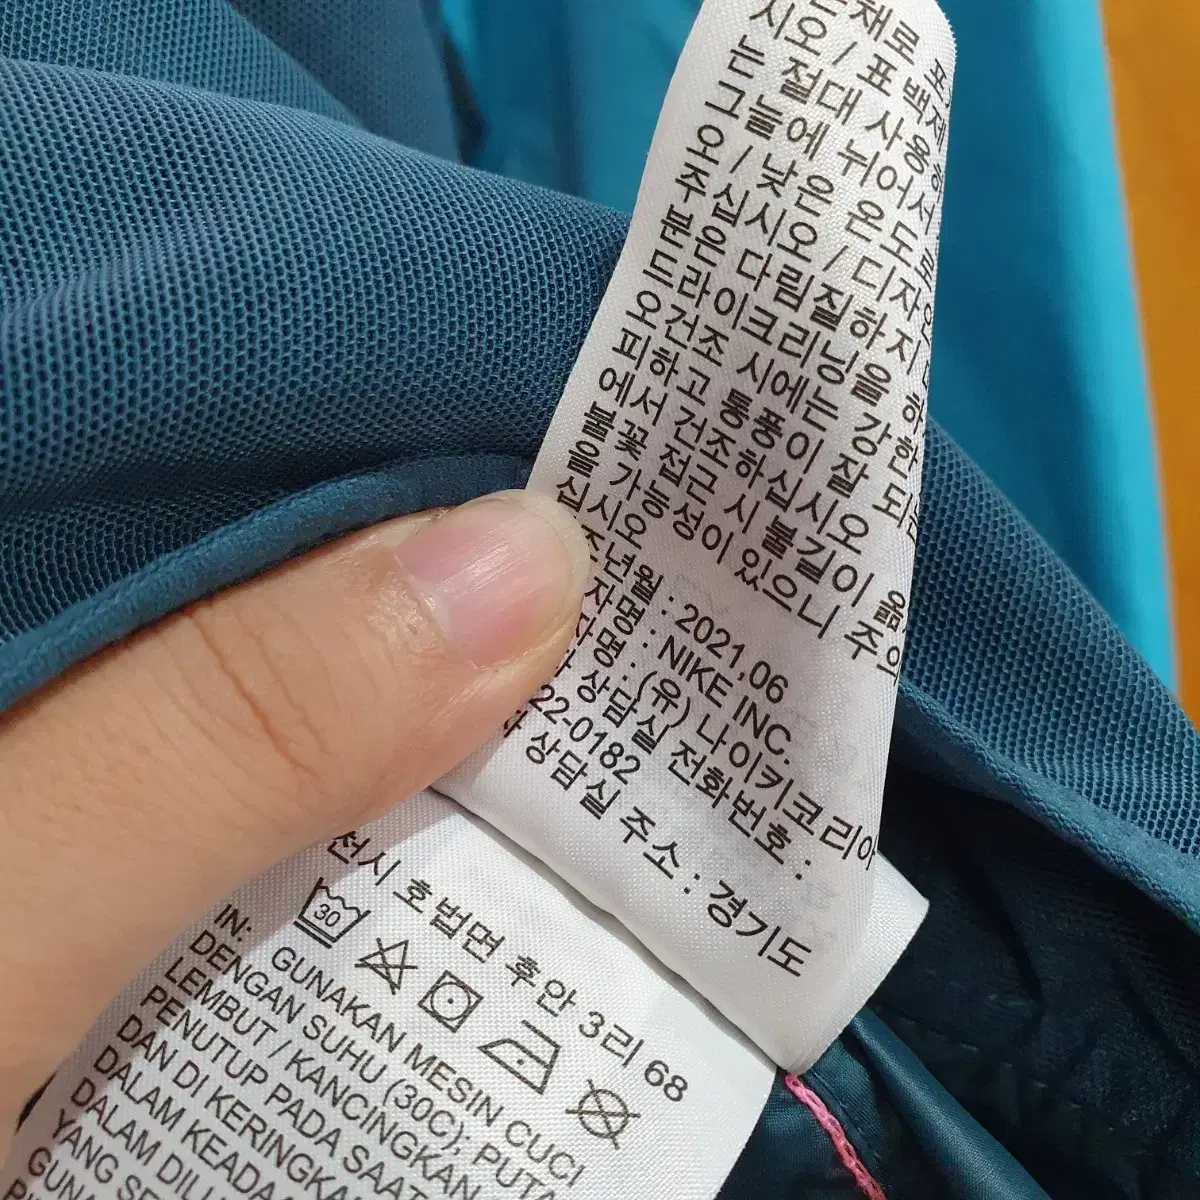 채로
시오 / 표백제
는 절대 사용
그늘에 뉘어서
오 / 낮은 온도로
주십시오 / 디자인
분은 다림질하지
드라이크리닝을 하
오건조 시에는 강한
피하고 통풍이 잘 되는
에서 건조하십시오
불꽃 접근 시 불길이 옮
을 가능성이 있으니 주의
십시오
조년월 : 2021,06
자명 : NIKE INC.
자명 : (유) 나이키코리아
상담실 전화번호 :
22-0182
상담실 주소 : 경기도
천시 호법면 후안 3리 68
30
IN: GUNAKAN MESIN CUCI
DENGAN SUHU (30C); PUTA
LEMBUT / KANCINGKAN
PENUTUP PADA SAAT
DAN DI KERINGKA
DALAM KEADA
DALAM DILU
YANG SE
GUNA